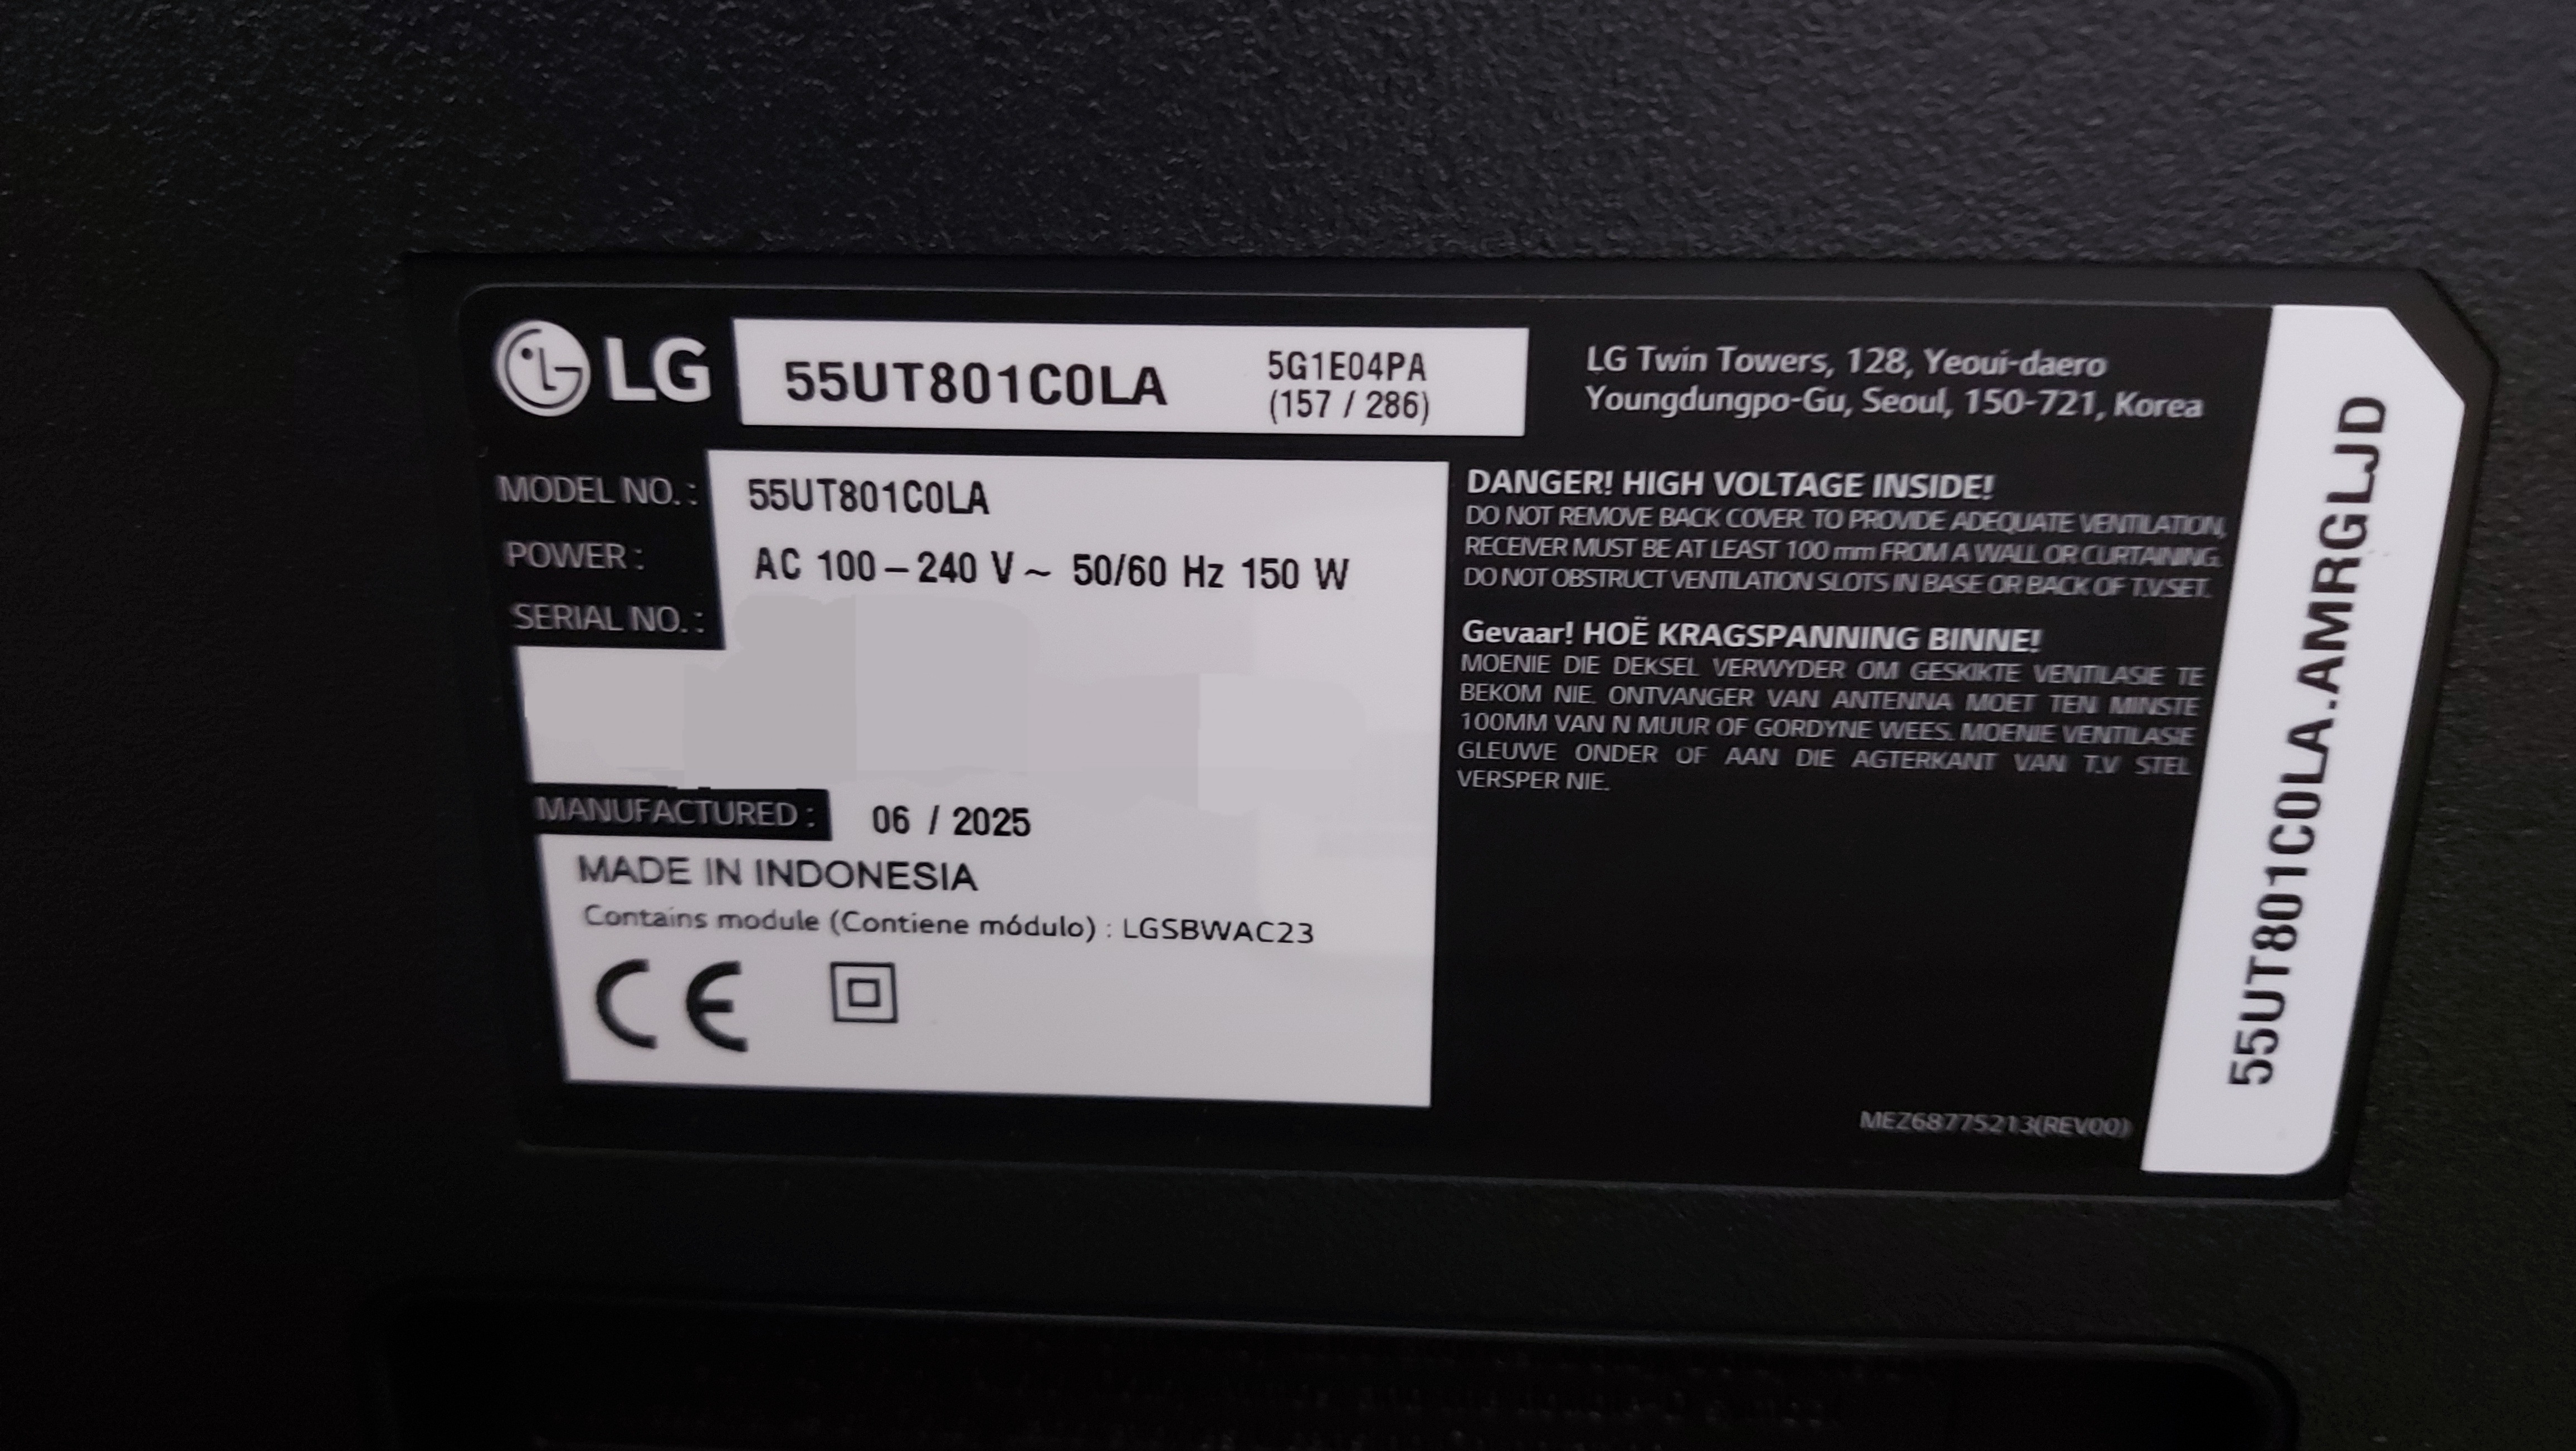 LG
55UT801C0LA
5G1E04PA
(157 / 286)
LG Twin Towers, 128, Yeoui-daero
Youngdungpo-Gu, Seoul, 150-721, Korea
MODEL NO. : 55UT801C0LA
POWER : AC 100 – 240 V ~ 50/60 Hz 150 W
SERIAL NO. :
MANUFACTURED : 06 / 2025
MADE IN INDONESIA
Contains module (Contiene módulo) : LGSBWAC23
CE
DANGER! HIGH VOLTAGE INSIDE!
DO NOT REMOVE BACK COVER. TO PROVIDE ADEQUATE VENTILATION,
RECEIVER MUST BE AT LEAST 100 mm FROM A WALL OR CURTAINING.
DO NOT OBSTRUCT VENTILATION SLOTS IN BASE OR BACK OF T.V.SET.
Gevaar! HOË KRAGSPANNING BINNE!
MOENIE DIE DEKSEL VERWYDER OM GESKIKTE VENTILASIE TE
BEKOM NIE. ONTVANGER VAN ANTENNA MOET TEN MINSTE
100MM VAN N MUUR OF GORDYNE WEES. MOENIE VENTILASIE
GLEUWE ONDER OF AAN DIE AGTERKANT VAN T.V STEL
VERSPER NIE.
MEZ68775213(REV00)
55UT801C0LA.AMRGLJD